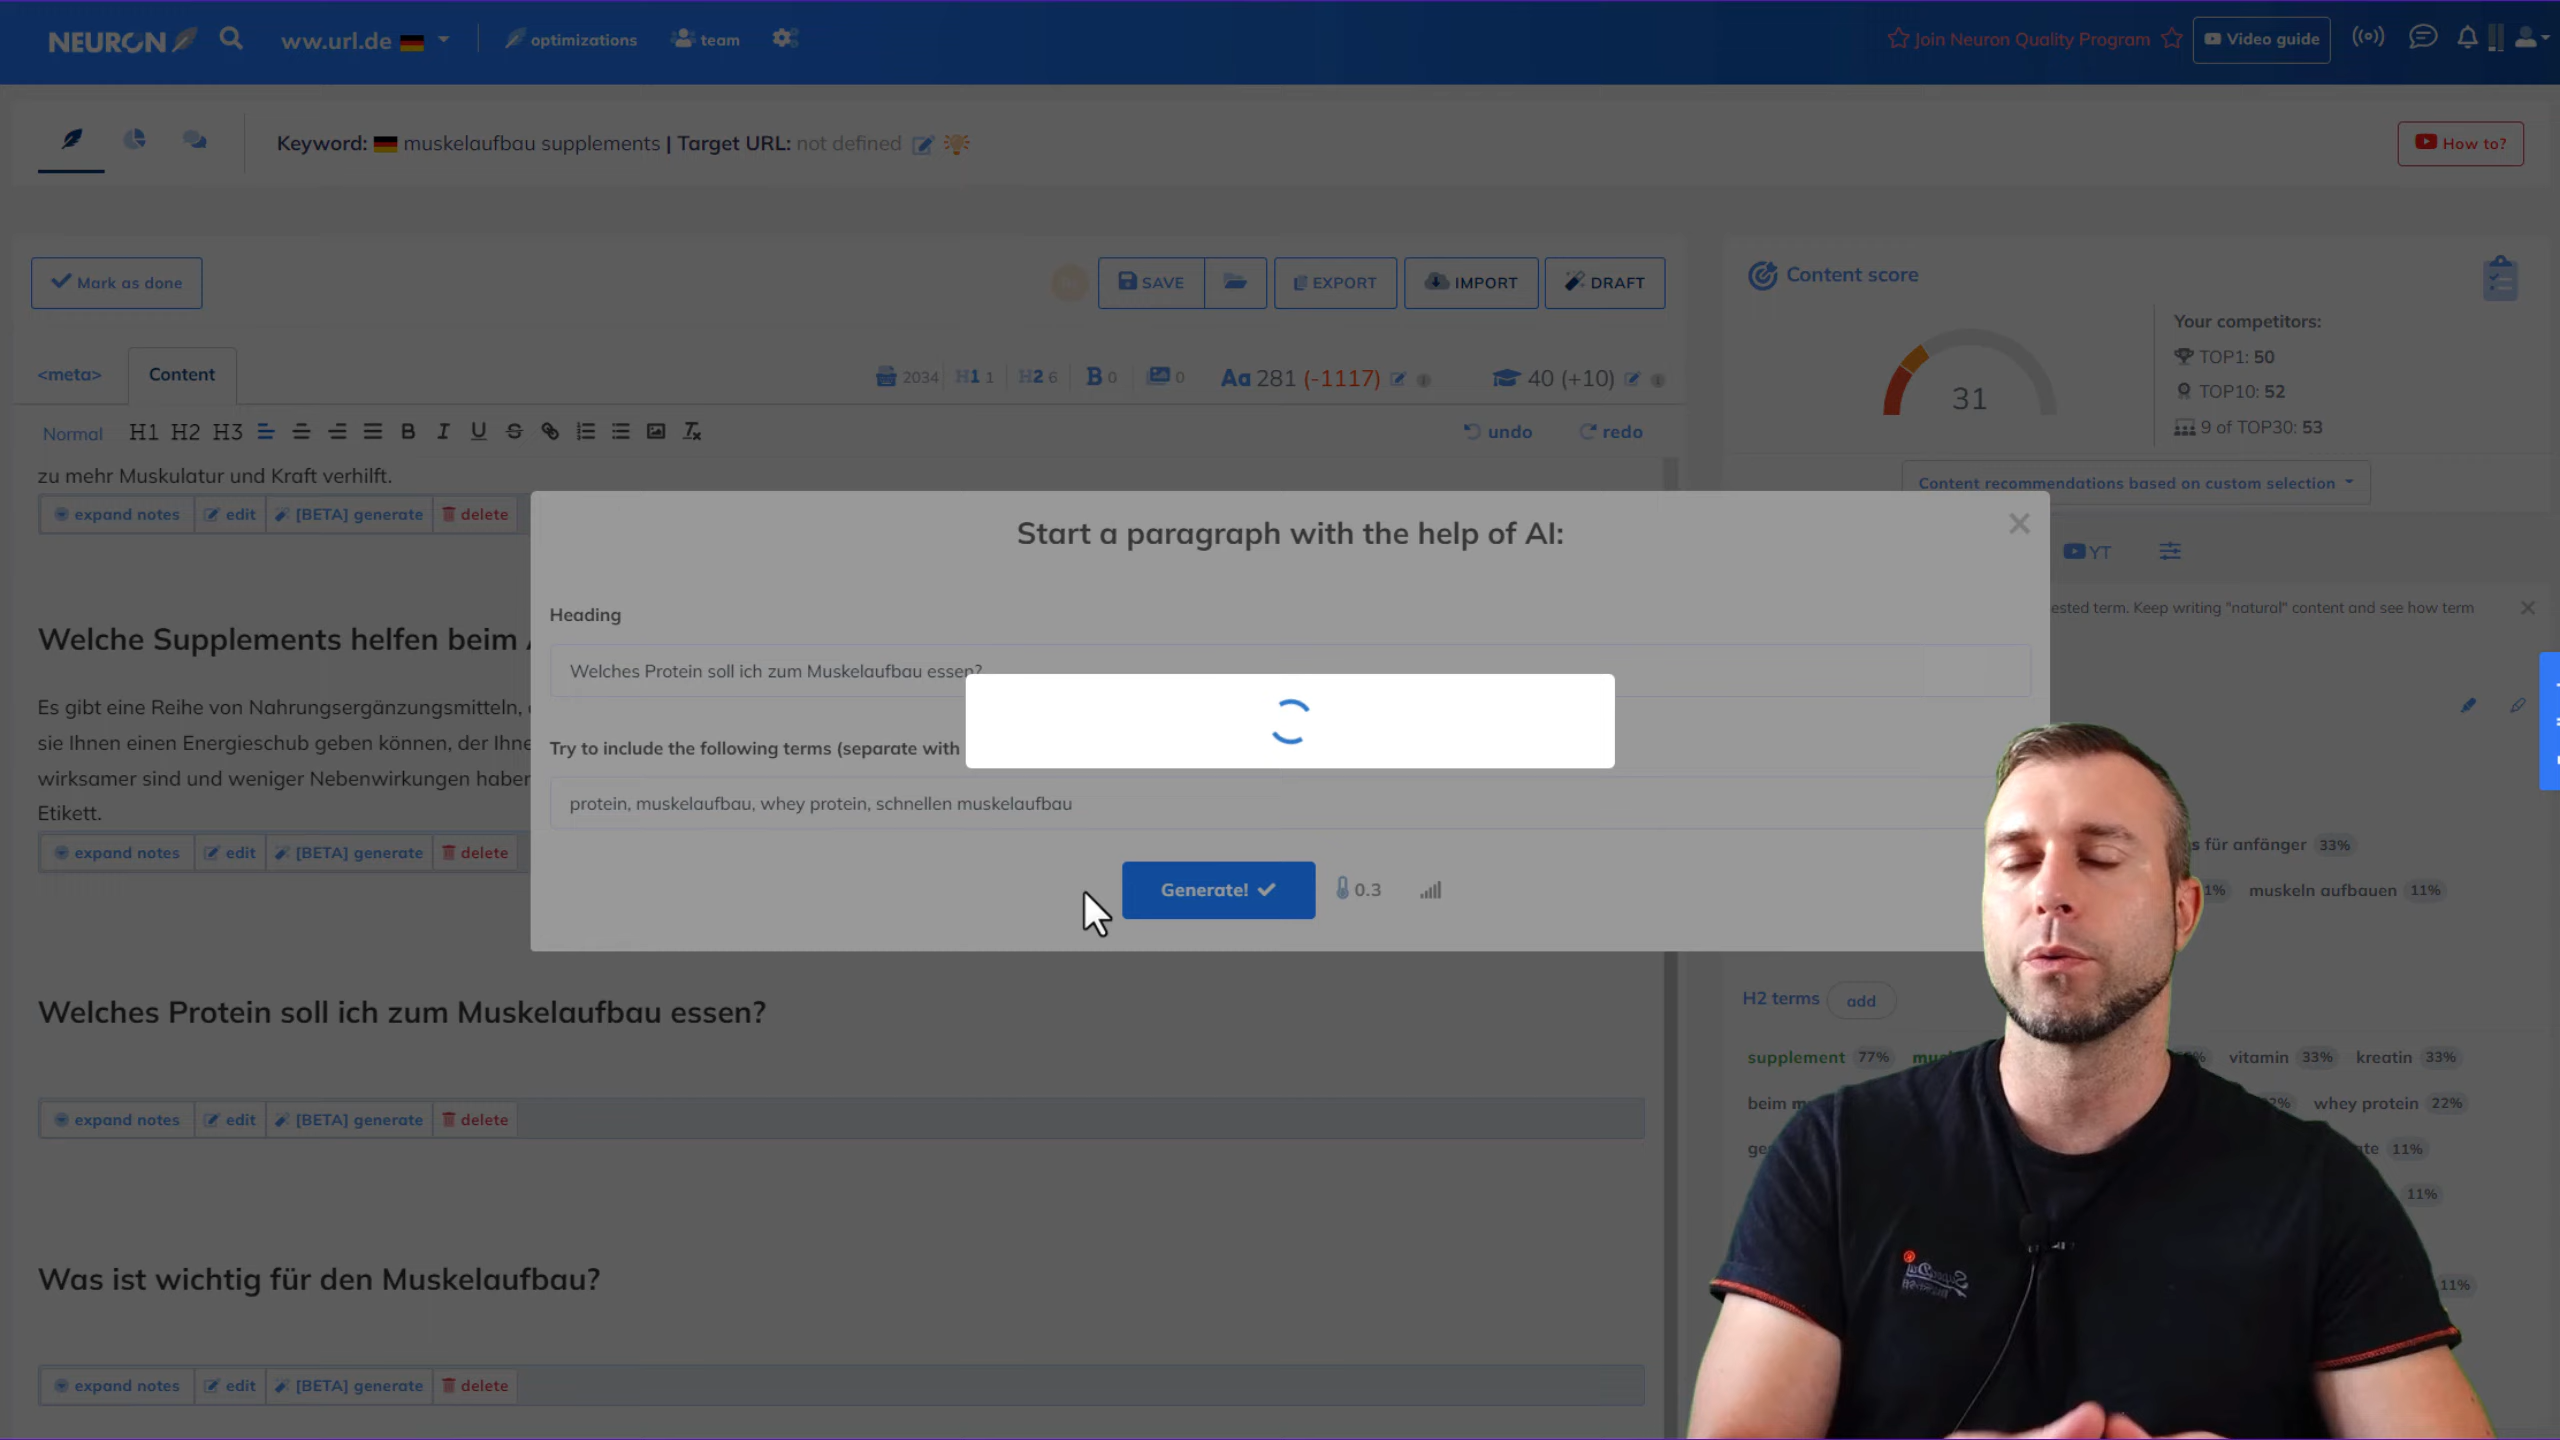 NEURON
ww.url.de
optimizations
team
Join Neuron Quality Program
Video guide
Keyword: muskelaufbau supplements | Target URL: not defined
How to?
Mark as done
SAVE
EXPORT
IMPORT
DRAFT
<meta>
Content
2034
H1 1
H2 6
B 0
0
Aa 281 (-1117)
40 (+10)
Normal
H1 H2 H3
B I U S
undo
redo
Content score
31
Your competitors:
TOP1: 50
TOP10: 52
9 of TOP30: 53
Content recommendations based on custom selection
YT
ested term. Keep writing "natural" content and see how term
zu mehr Muskulatur und Kraft verhilft.
expand notes edit [BETA] generate delete
Welche Supplements helfen beim
Es gibt eine Reihe von Nahrungsergänzungsmitteln,
sie Ihnen einen Energieschub geben können, der Ihne
wirksamer sind und weniger Nebenwirkungen haben
Etikett.
expand notes edit [BETA] generate delete
Start a paragraph with the help of AI:
Heading
Welches Protein soll ich zum Muskelaufbau essen?
Try to include the following terms (separate with
protein, muskelaufbau, whey protein, schnellen muskelaufbau
Generate!
0.3
Welches Protein soll ich zum Muskelaufbau essen?
expand notes edit [BETA] generate delete
Was ist wichtig für den Muskelaufbau?
expand notes edit [BETA] generate delete
s für anfänger 33%
1% muskeln aufbauen 11%
H2 terms add
supplement 77% vitamin 33% kreatin 33%
beim whey protein 22%
11%
11%
11%